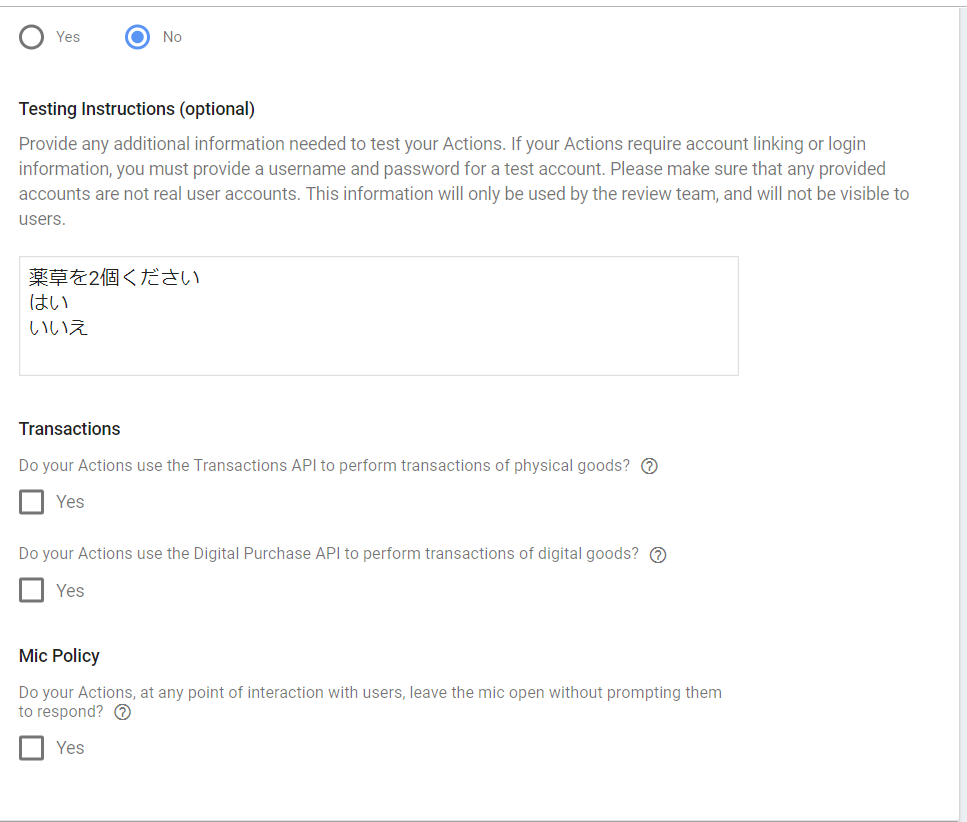 Yes No
Testing Instructions (optional)
Provide any additional information needed to test your Actions. If your Actions require account linking or login
information, you must provide a username and password for a test account. Please make sure that any provided
accounts are not real user accounts. This information will only be used by the review team, and will not be visible to
users.
薬草を2個ください
はい
いいえ
Transactions
Do your Actions use the Transactions API to perform transactions of physical goods? ?
Yes
Do your Actions use the Digital Purchase API to perform transactions of digital goods? ?
Yes
Mic Policy
Do your Actions, at any point of interaction with users, leave the mic open without prompting them
to respond? ?
Yes